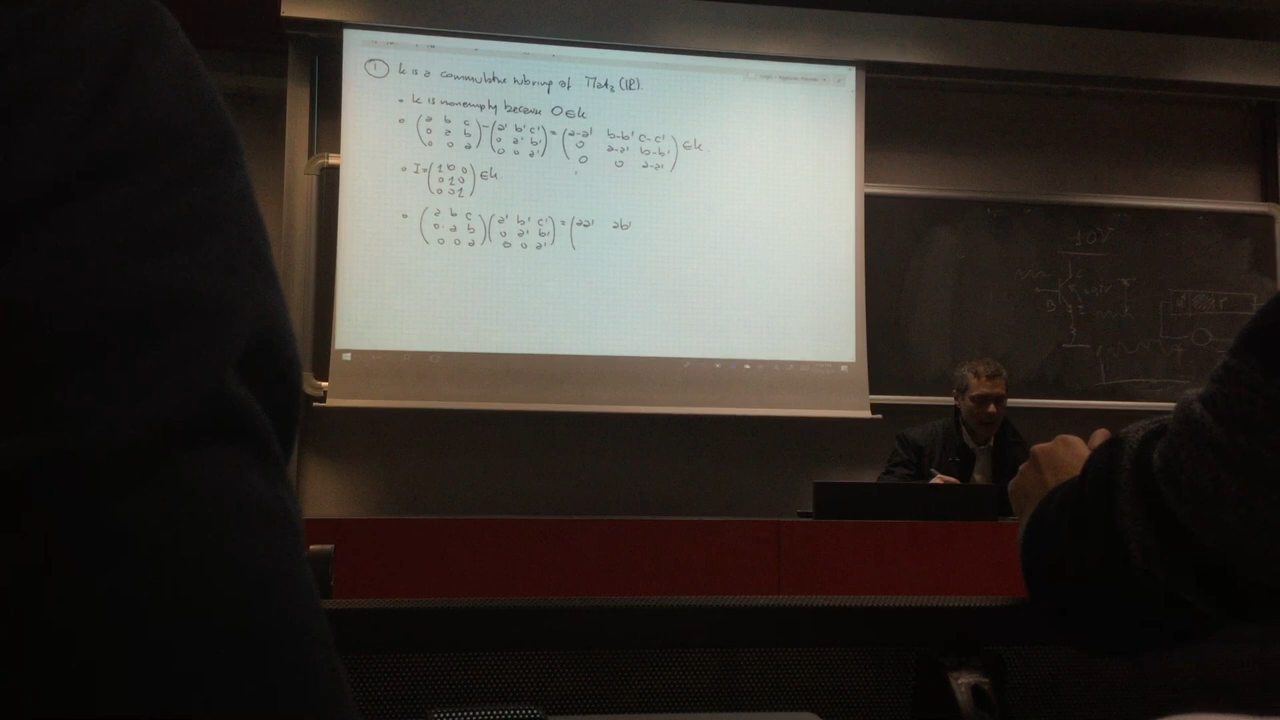 ① k is a commutative subring of Mat₃(ℝ).
• k is nonempty because 0∈k
• (a b c; 0 a b; 0 0 a) - (a' b' c'; 0 a' b'; 0 0 a') = (a-a' b-b' c-c'; 0 a-a' b-b'; 0 0 a-a') ∈k.
• I = (1 0 0; 0 1 0; 0 0 1) ∈k
• (a b c; 0 a b; 0 0 a) (a' b' c'; 0 a' b'; 0 0 a') = (aa' ab'
10V
B